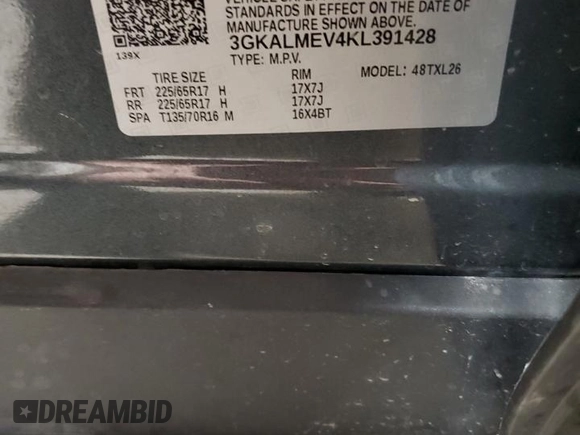 STANDARDS IN EFFECT ON THE DATE OF
MANUFACTURE SHOWN ABOVE.
3GKALMEV4KL391428
139X
TYPE: M.P.V.
MODEL: 48TXL26
TIRE SIZE RIM
FRT 225/65R17 H 17X7J
RR 225/65R17 H 17X7J
SPA T135/70R16 M 16X4BT
DREAMBID